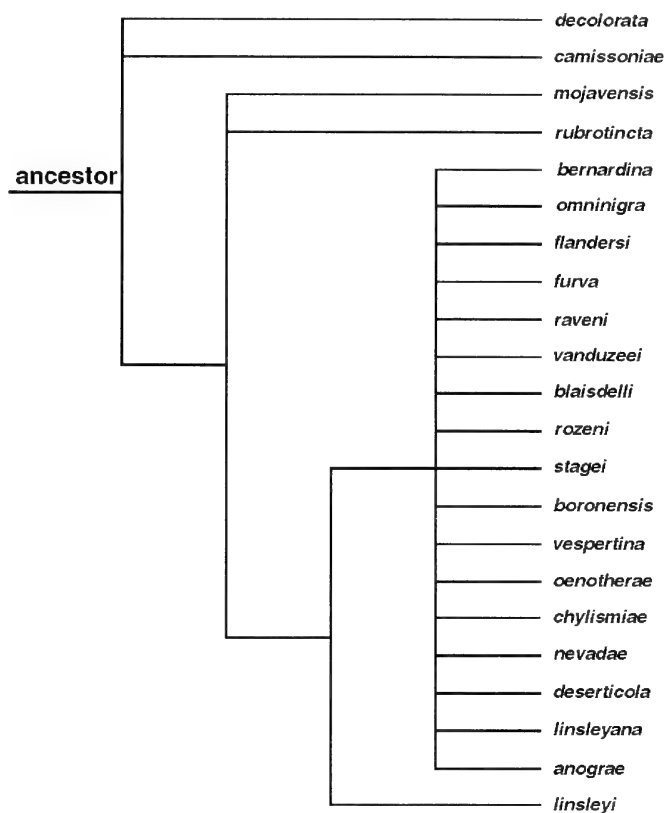 decolorata
camissoniae
mojavensis
rubrotincta
ancestor
bernardina
omninigra
flandersi
furva
raveni
vanduzeei
blaisdelli
rozeni
stagei
boronensis
vespertina
oenotherae
chylismiae
nevadae
deserticola
linsleyana
anograe
linsleyi